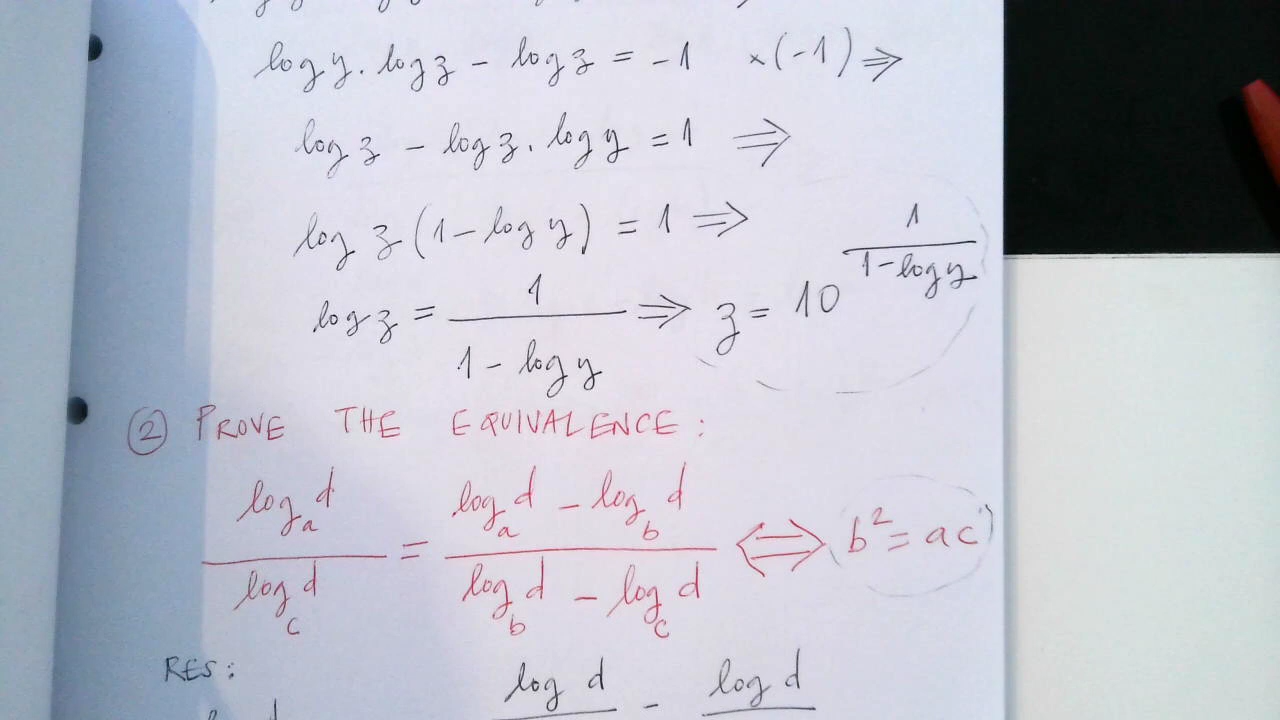 log y . log z - log z = -1 ×(-1) ⇒
log z - log z . log y = 1 ⇒
log z (1 - log y) = 1 ⇒
log z = 1/(1 - log y) ⇒ z = 10^(1/(1 - log y))
② PROVE THE EQUIVALENCE :
(log_a d)/(log_c d) = (log_a d - log_b d)/(log_b d - log_c d) ⟺ b² = ac
RES :
log d - log d